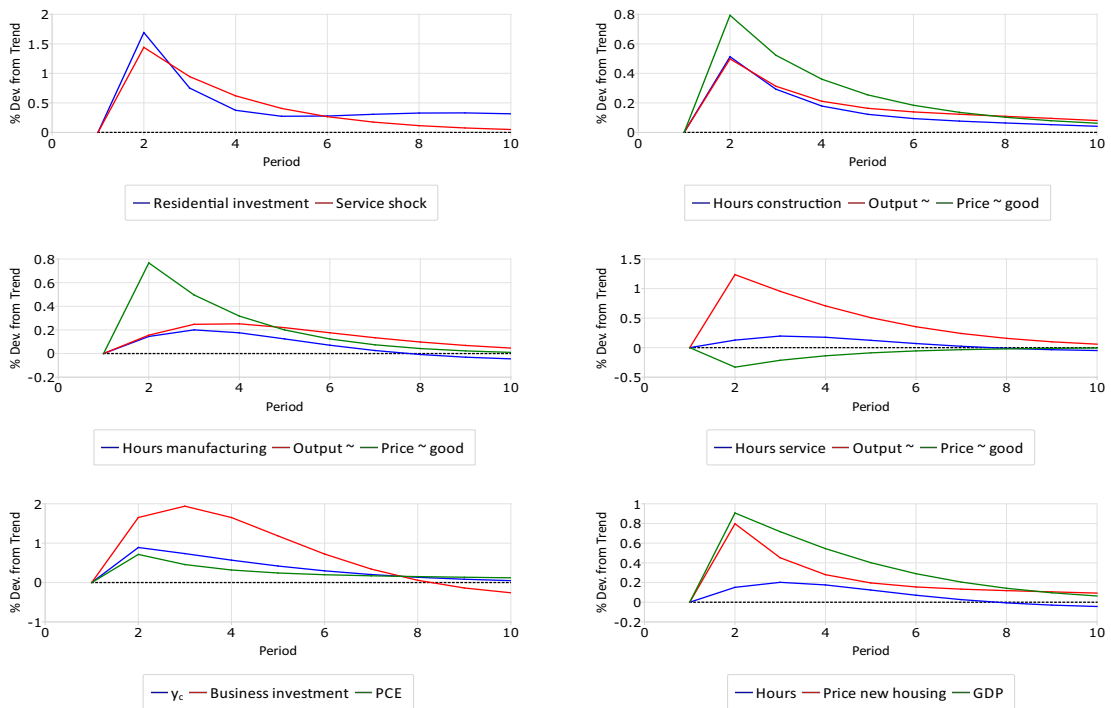 % Dev. from Trend
2
1.5
1
0.5
0
0 2 4 6 8 10
Period
Residential investment Service shock
% Dev. from Trend
0.8
0.6
0.4
0.2
0
0 2 4 6 8 10
Period
Hours construction Output ~ Price ~ good
% Dev. from Trend
0.8
0.6
0.4
0.2
0
-0.2
0 2 4 6 8 10
Period
Hours manufacturing Output ~ Price ~ good
% Dev. from Trend
1.5
1
0.5
0
-0.5
0 2 4 6 8 10
Period
Hours service Output ~ Price ~ good
% Dev. from Trend
2
1
0
-1
0 2 4 6 8 10
Period
y꜀ Business investment PCE
% Dev. from Trend
1
0.8
0.6
0.4
0.2
0
-0.2
0 2 4 6 8 10
Period
Hours Price new housing GDP